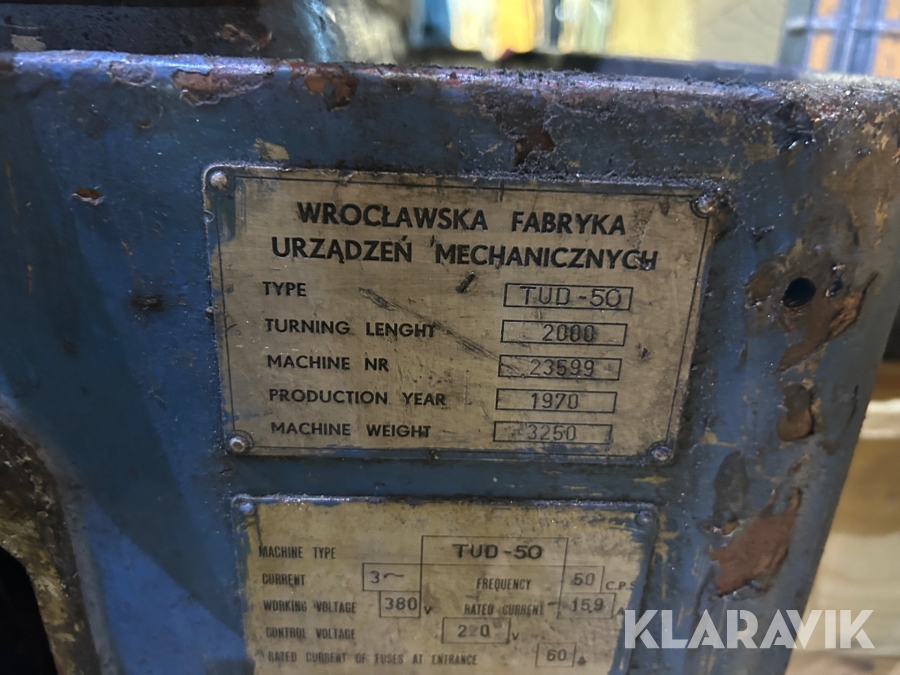 WROCŁAWSKA FABRYKA
URZĄDZEŃ MECHANICZNYCH
TYPE TUD-50
TURNING LENGHT 2000
MACHINE NR 23599
PRODUCTION YEAR 1970
MACHINE WEIGHT 3250
MACHINE TYPE TUD-50
CURRENT 3~ FREQUENCY 50 C.P.S
WORKING VOLTAGE 380 V RATED CURRENT 15,9 A
CONTROL VOLTAGE 220 V
RATED CURRENT OF FUSES AT ENTRANCE 60 A
KLARAVIK